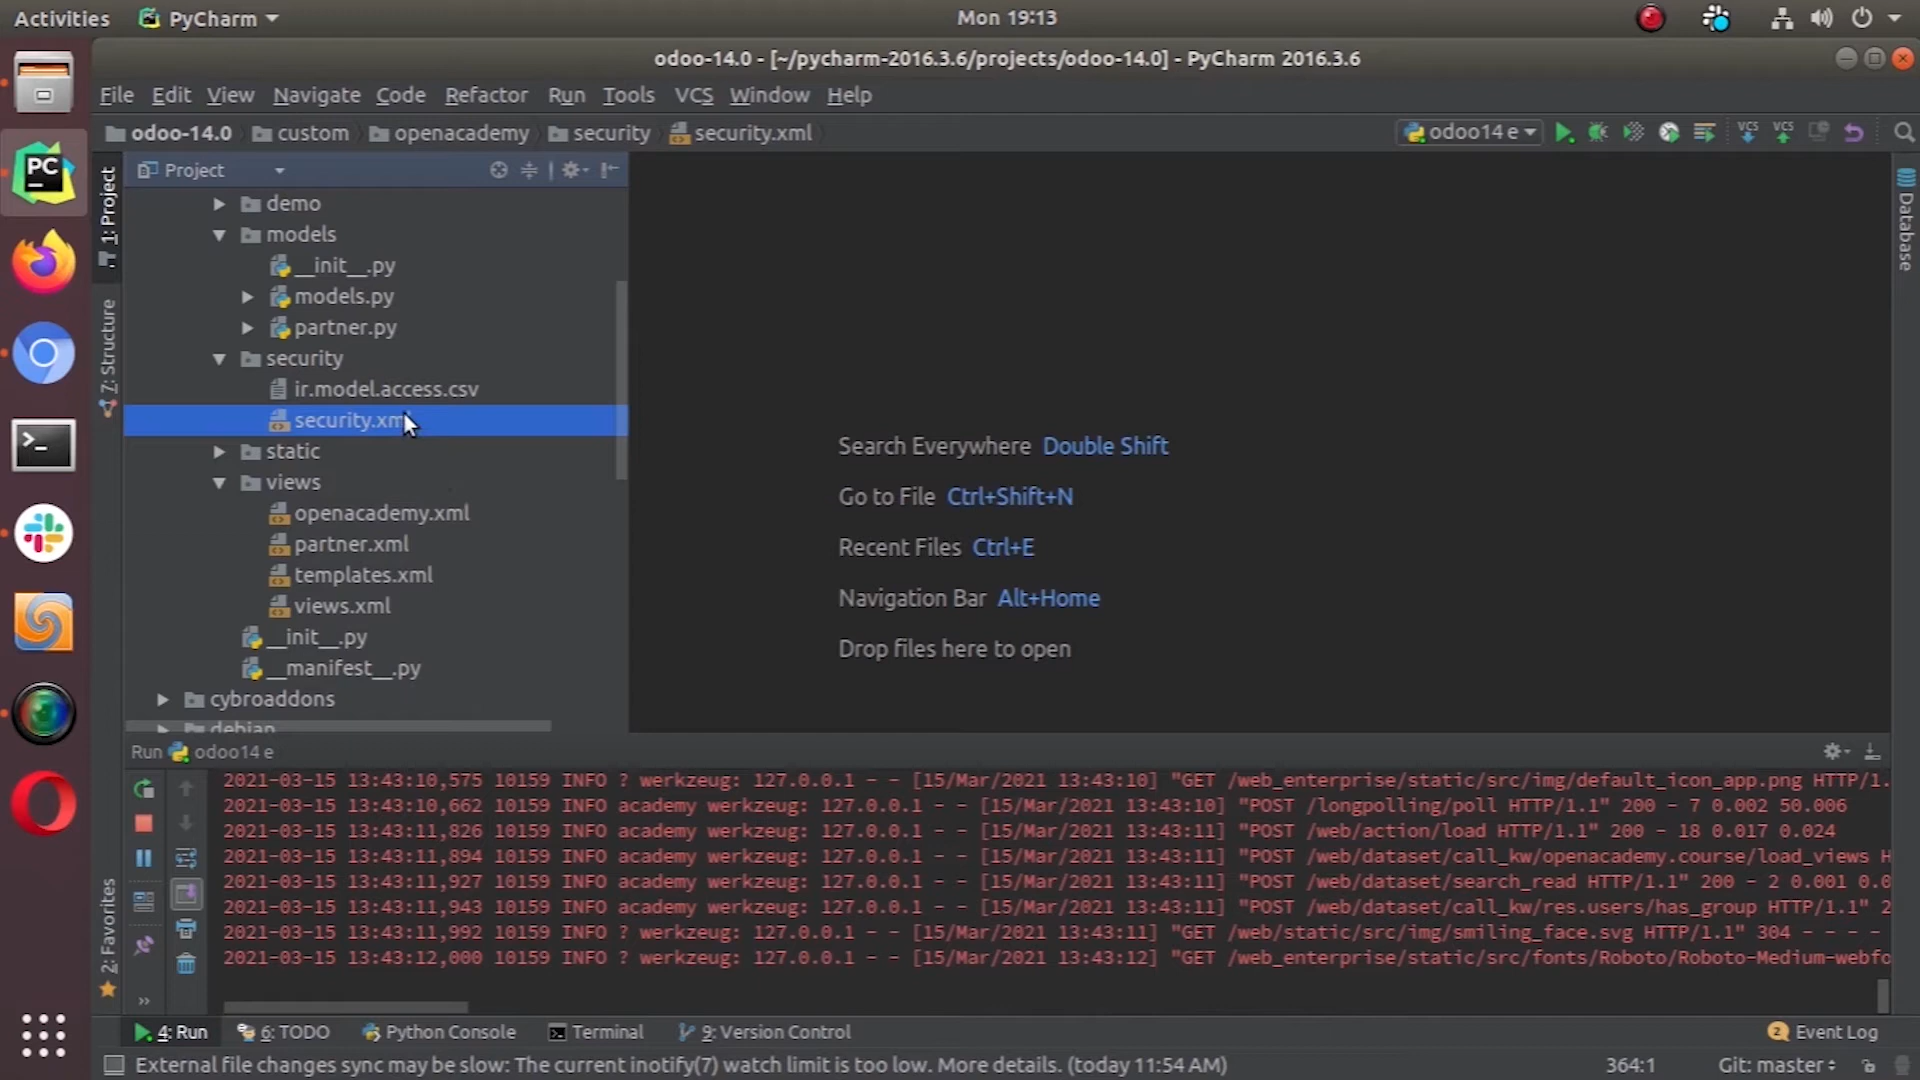 Activities PyCharm Mon 19:13
odoo-14.0 - [~/pycharm-2016.3.6/projects/odoo-14.0] - PyCharm 2016.3.6
File Edit View Navigate Code Refactor Run Tools VCS Window Help
odoo-14.0 custom openacademy security security.xml odoo14 e VCS VCS
PC
Project
1: Project
7: Structure
2: Favorites
Database
demo
models
__init__.py
models.py
partner.py
security
ir.model.access.csv
security.xml
static
views
openacademy.xml
partner.xml
templates.xml
views.xml
__init__.py
__manifest__.py
cybroaddons
debian
Search Everywhere Double Shift
Go to File Ctrl+Shift+N
Recent Files Ctrl+E
Navigation Bar Alt+Home
Drop files here to open
Run odoo14 e
2021-03-15 13:43:10,575 10159 INFO ? werkzeug: 127.0.0.1 - - [15/Mar/2021 13:43:10] "GET /web_enterprise/static/src/img/default_icon_app.png HTTP/1.
2021-03-15 13:43:10,662 10159 INFO academy werkzeug: 127.0.0.1 - - [15/Mar/2021 13:43:10] "POST /longpolling/poll HTTP/1.1" 200 - 7 0.002 50.006
2021-03-15 13:43:11,826 10159 INFO academy werkzeug: 127.0.0.1 - - [15/Mar/2021 13:43:11] "POST /web/action/load HTTP/1.1" 200 - 18 0.017 0.024
2021-03-15 13:43:11,894 10159 INFO academy werkzeug: 127.0.0.1 - - [15/Mar/2021 13:43:11] "POST /web/dataset/call_kw/openacademy.course/load_views H
2021-03-15 13:43:11,927 10159 INFO academy werkzeug: 127.0.0.1 - - [15/Mar/2021 13:43:11] "POST /web/dataset/search_read HTTP/1.1" 200 - 2 0.001 0.0
2021-03-15 13:43:11,943 10159 INFO academy werkzeug: 127.0.0.1 - - [15/Mar/2021 13:43:11] "POST /web/dataset/call_kw/res.users/has_group HTTP/1.1" 2
2021-03-15 13:43:11,992 10159 INFO ? werkzeug: 127.0.0.1 - - [15/Mar/2021 13:43:11] "GET /web/static/src/img/smiling_face.svg HTTP/1.1" 304 - - - -
2021-03-15 13:43:12,000 10159 INFO ? werkzeug: 127.0.0.1 - - [15/Mar/2021 13:43:12] "GET /web_enterprise/static/src/fonts/Roboto/Roboto-Medium-webfo
4: Run 6: TODO Python Console Terminal 9: Version Control 2 Event Log
External file changes sync may be slow: The current inotify(7) watch limit is too low. More details. (today 11:54 AM) 364:1 Git: master